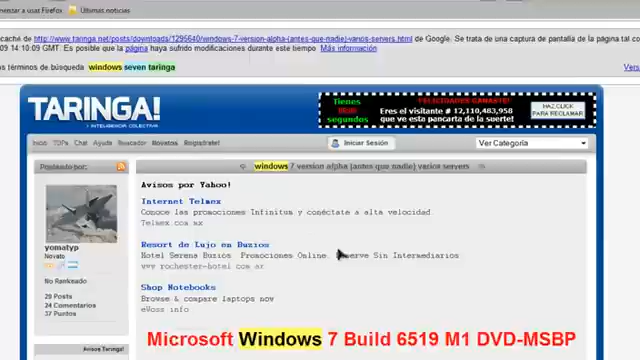 enzar a usar Firefox Últimas noticias
caché de http://www.taringa.net/posts/downloads/1295640/windows-7-version-alpha-(antes-que-nadie)-varios-servers.html de Google. Se trata de una captura de pantalla de la página tal co
09 14:10:09 GMT. Es posible que la página haya sufrido modificaciones durante este tiempo. Más información
s términos de búsqueda windows seven taringa Vers
TARINGA!
INTELIGENCIA COLECTIVA
Tienes
segundos
FELICIDADES GANASTE!
Eres el visitante # 12,110,483,958
que ve esta pancarta de la suerte!
HAZ CLICK
PARA RECLAMAR
Inicio TOPs Chat Ayuda Buscador Novatos Registrate! Iniciar Sesión Ver Categoría
Posteado por:
windows 7 version alpha (antes que nadie) varios servers
yomatyp
Novato
No Rankeado
28 Posts
24 Comentarios
37 Puntos
Avisos Taringa!
Avisos por Yahoo!
Internet Telmex
Conoce las promociones Infinitum y conéctate a alta velocidad
Telmex.com.mx
Resort de Lujo en Buzios
Hotel Serena Buzios Promociones Online. Reserve Sin Intermediarios
www.rochester-hotel.com.ar
Shop Notebooks
Browse & compare laptops now
eVoss info
Microsoft Windows 7 Build 6519 M1 DVD-MSBP